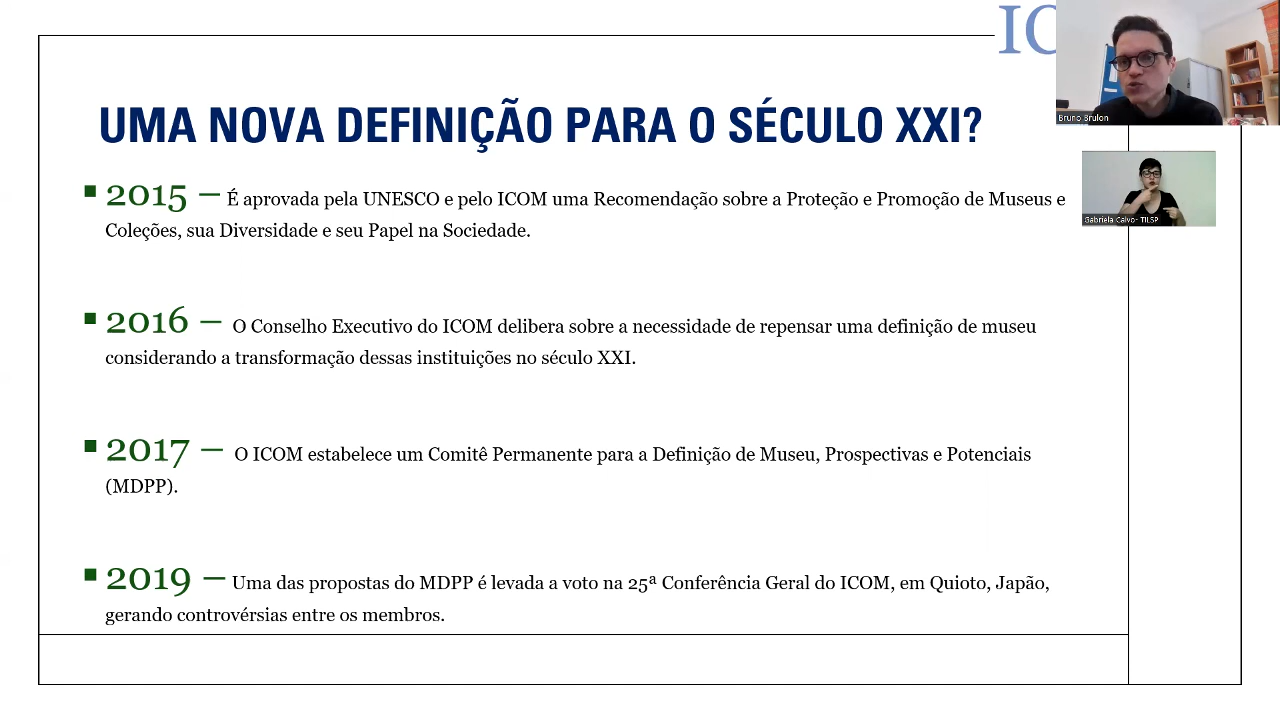 IC
UMA NOVA DEFINIÇÃO PARA O SÉCULO XXI?
Bruno Brulon
▪ 2015 – É aprovada pela UNESCO e pelo ICOM uma Recomendação sobre a Proteção e Promoção de Museus e
Coleções, sua Diversidade e seu Papel na Sociedade.
Gabriela Calvo- TILSP
▪ 2016 – O Conselho Executivo do ICOM delibera sobre a necessidade de repensar uma definição de museu
considerando a transformação dessas instituições no século XXI.
▪ 2017 – O ICOM estabelece um Comitê Permanente para a Definição de Museu, Prospectivas e Potenciais
(MDPP).
▪ 2019 – Uma das propostas do MDPP é levada a voto na 25ª Conferência Geral do ICOM, em Quioto, Japão,
gerando controvérsias entre os membros.